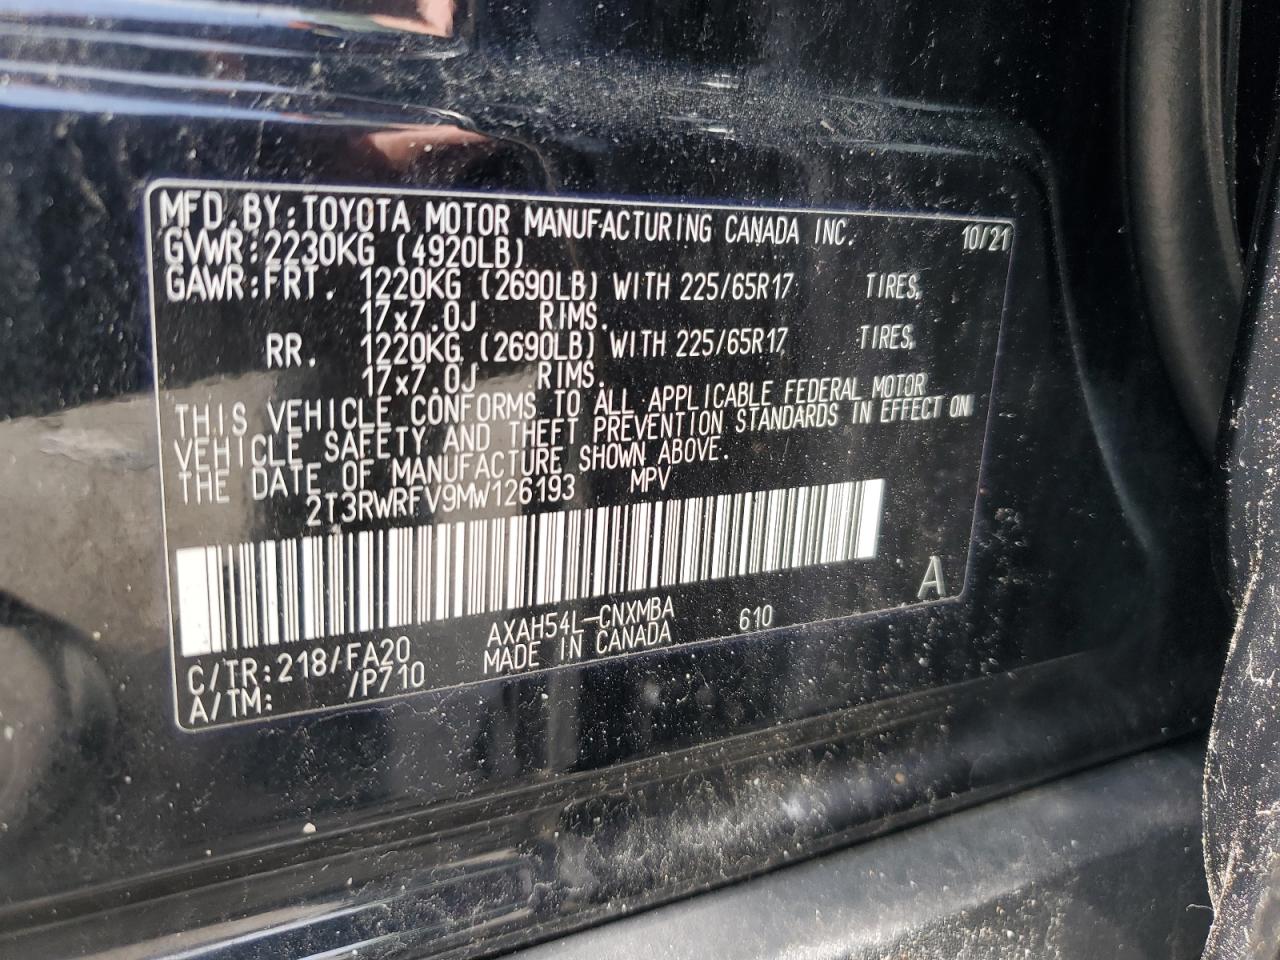 MFD.BY:TOYOTA MOTOR MANUFACTURING CANADA INC. 10/21
GVWR:2230KG (4920LB)
GAWR:FRT. 1220KG (2690LB) WITH 225/65R17 TIRES,
17x7.0J RIMS.
RR. 1220KG (2690LB) WITH 225/65R17 TIRES,
17x7.0J RIMS.
THIS VEHICLE CONFORMS TO ALL APPLICABLE FEDERAL MOTOR
VEHICLE SAFETY AND THEFT PREVENTION STANDARDS IN EFFECT ON
THE DATE OF MANUFACTURE SHOWN ABOVE.
2T3RWRFV9MW126193 MPV
A
C/TR:218/FA20 AXAH54L-CNXMBA 610
A/TM: /P710 MADE IN CANADA